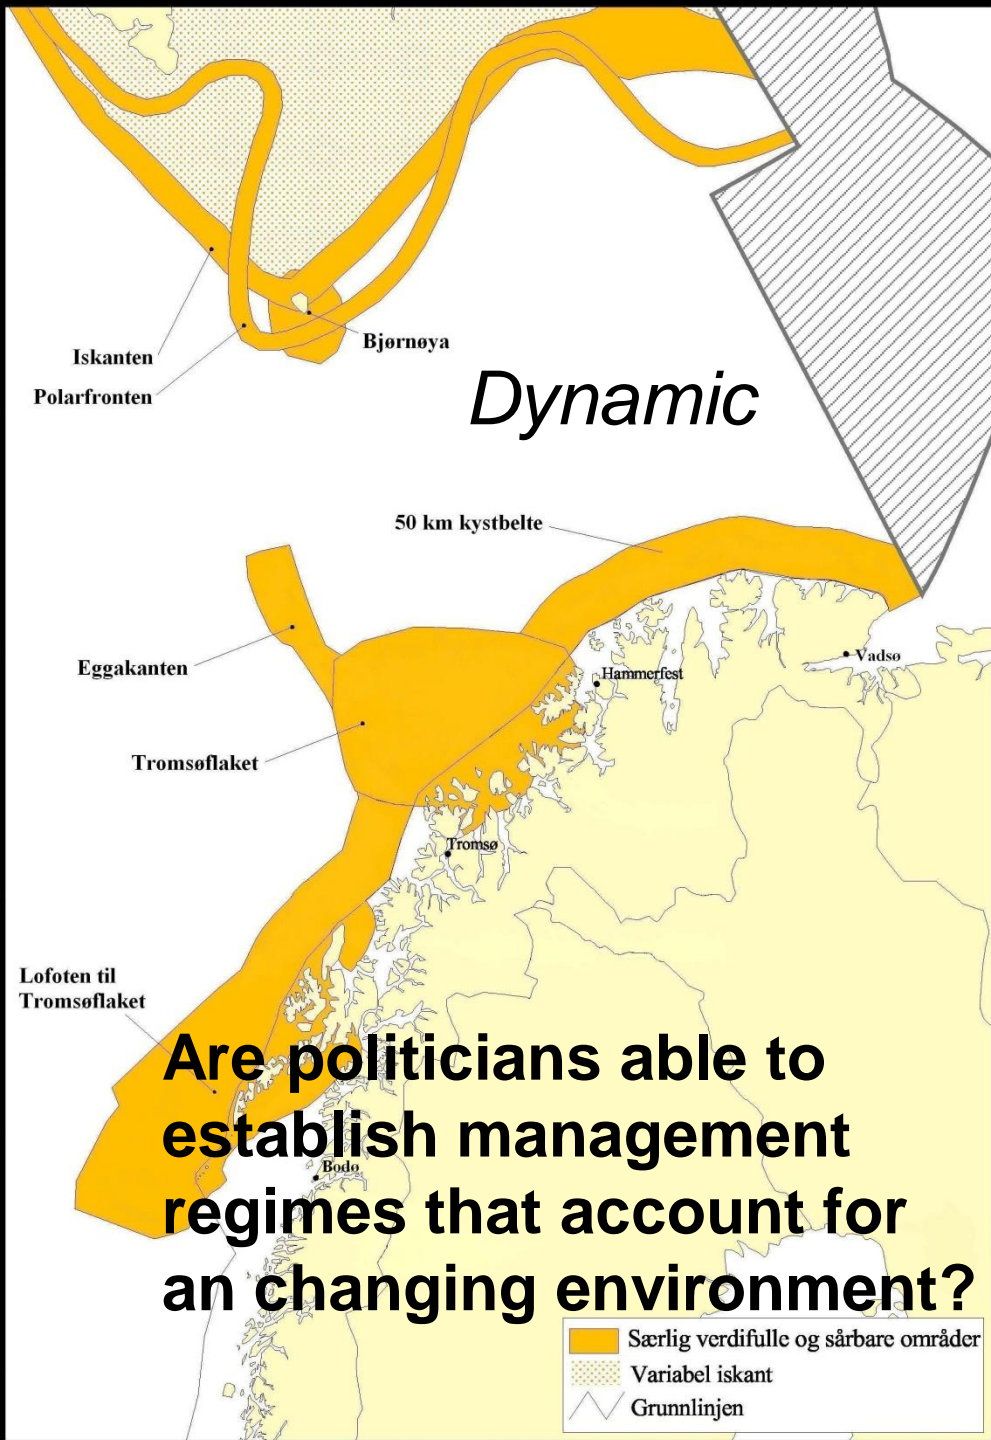 Iskanten
Polarfronten
Bjørnøya
Dynamic
50 km kystbelte
Eggakanten
Vadsø
Hammerfest
Tromsøflaket
Tromsø
Lofoten til
Tromsøflaket
Are politicians able to
establish management
Bodø
regimes that account for
an changing environment?
Særlig verdifulle og sårbare områder
Variabel iskant
Grunnlinjen